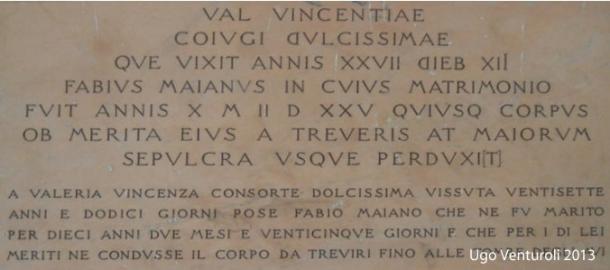 VAL VINCENTIAE
COIVGI DVLCISSIMAE
QVE VIXIT ANNIS XXVII DIEB XII
FABIVS MAIANVS IN CVIVS MATRIMONIO
FVIT ANNIS X M II D XXV QVIVSQ CORPVS
OB MERITA EIVS A TREVERIS AT MAIORVM
SEPVLCRA VSQVE PERDVXI[T]
A VALERIA VINCENZA CONSORTE DOLCISSIMA VISSUTA VENTISETTE
ANNI E DODICI GIORNI POSE FABIO MAIANO CHE NE FV MARITO
PER DIECI ANNI DVE MESI E VENTICINQVE GIORNI E CHE PER I DI LEI
MERITI NE CONDVSSE IL CORPO DA TREVIRI FINO ALLE
Ugo Venturoli 2013